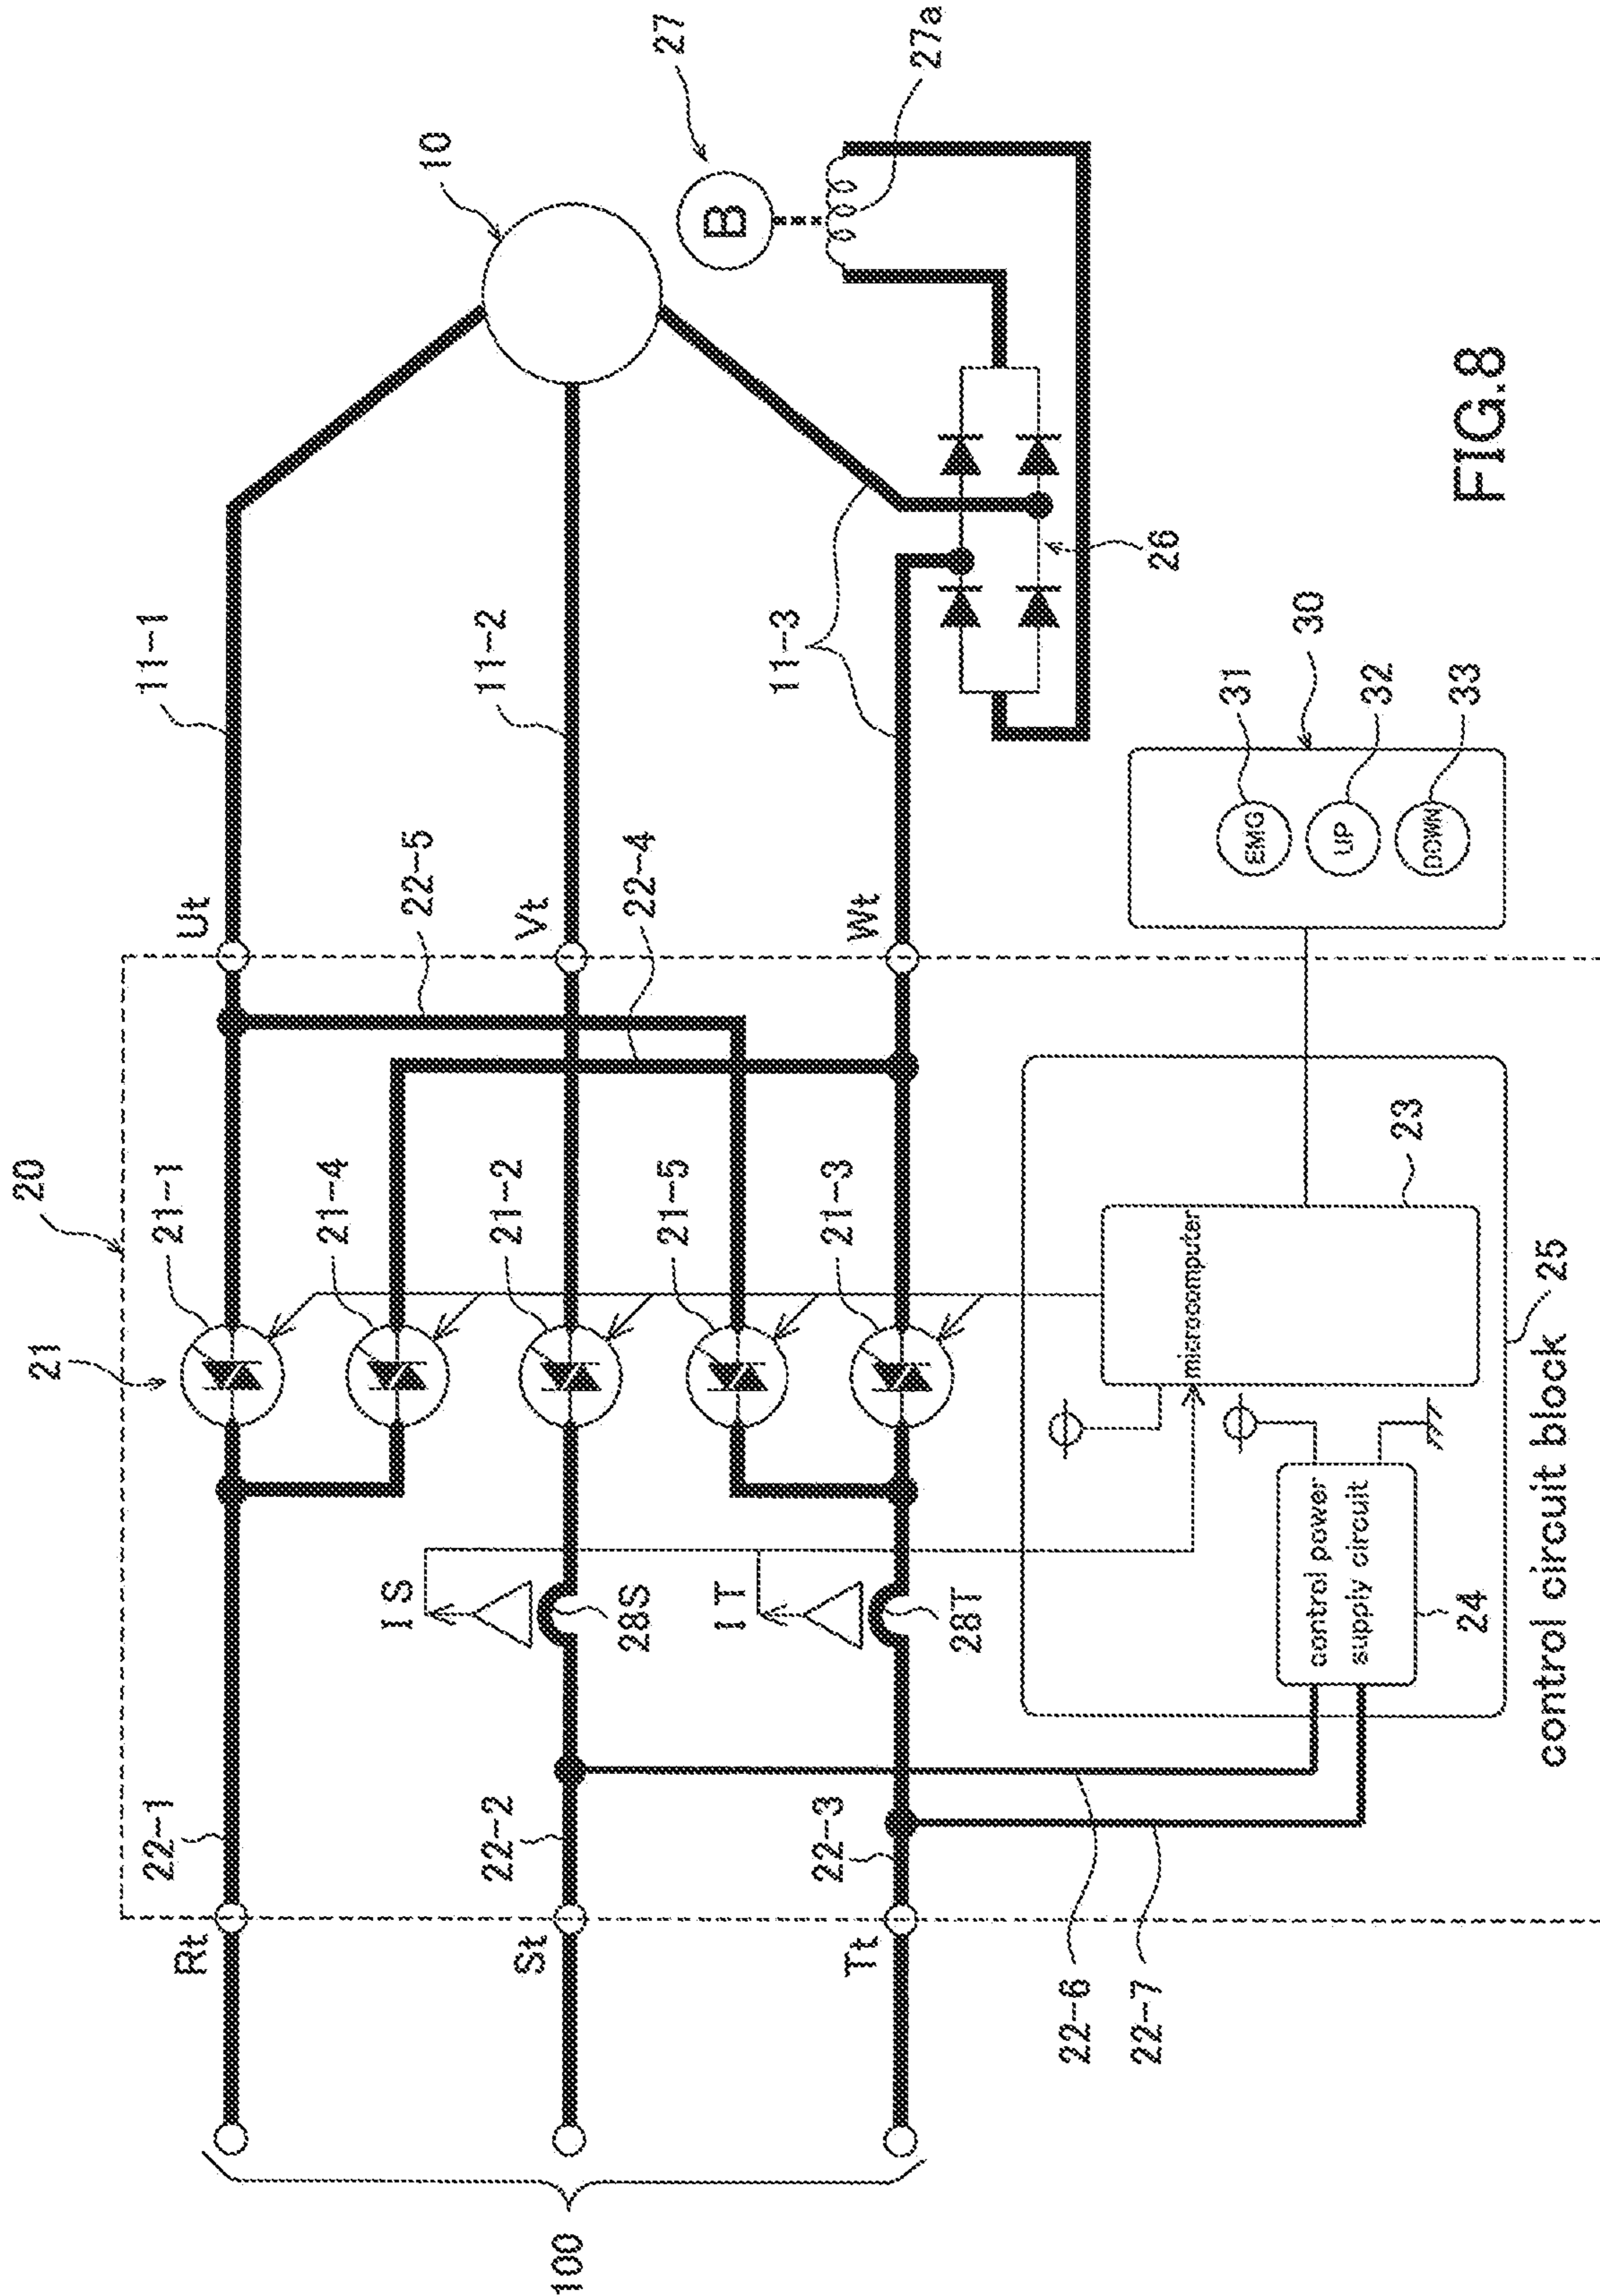 20
21
21-1
21-4
21-2
21-5
21-3
22-1
22-2
22-3
22-5
22-4
Rt
St
Tt
Ut
Vt
Wt
11-1
11-2
11-3
10
27
B
27a
26
IS
28S
IT
28T
100
22-6
22-7
control power
supply circuit
24
microcomputer
23
25
control circuit block
30
EMG
UP
DOWN
31
32
33
FIG.8